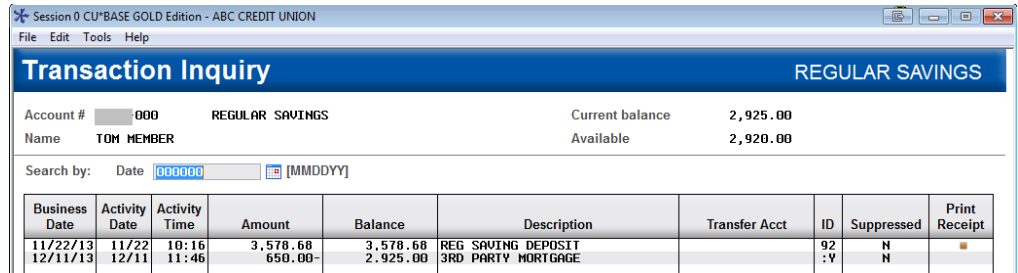 Session 0 CU*BASE GOLD Edition - ABC CREDIT UNION
File Edit Tools Help
Transaction Inquiry REGULAR SAVINGS
Account # 000 REGULAR SAVINGS Current balance 2,925.00
Name TOM MEMBER Available 2,920.00
Search by: Date 000000 [MMDDYY]
Business Date Activity Date Activity Time Amount Balance Description Transfer Acct ID Suppressed Print Receipt
11/22/13 11/22 10:16 3,578.68 3,578.68 REG SAVING DEPOSIT 92 N
12/11/13 12/11 11:46 650.00- 2,925.00 3RD PARTY MORTGAGE :Y N